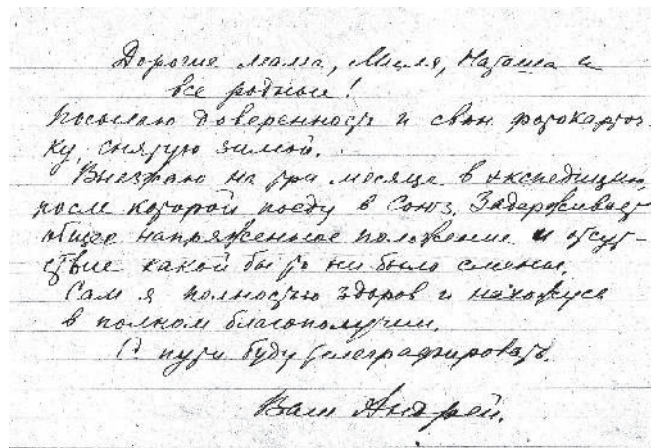 Дорогие мама, Миля, Наташа и
все родные!
Посылаю доверенность и свою фотокарточ-
ку, снятую зимой.
Выезжаю на три месяца в экспедицию,
после которой поеду в Союз. Задерживает
общее напряженное положение и отсут-
ствие какой бы то ни было смены.
Сам я полностью здоров и нахожусь
в полном благополучии.
С пути буду телеграфировать.
Ваш Андрей.